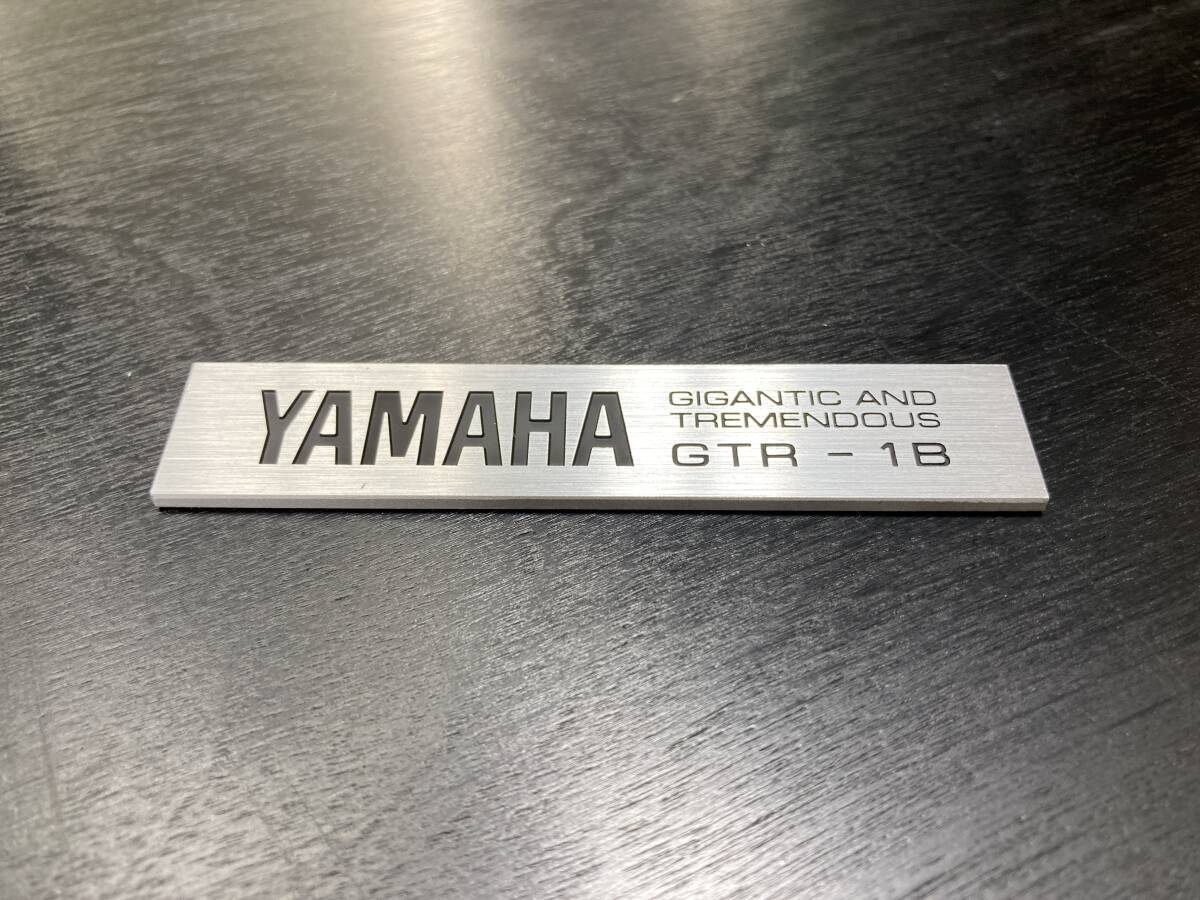 YAMAHA
GIGANTIC AND
TREMENDOUS
GTR - 1B